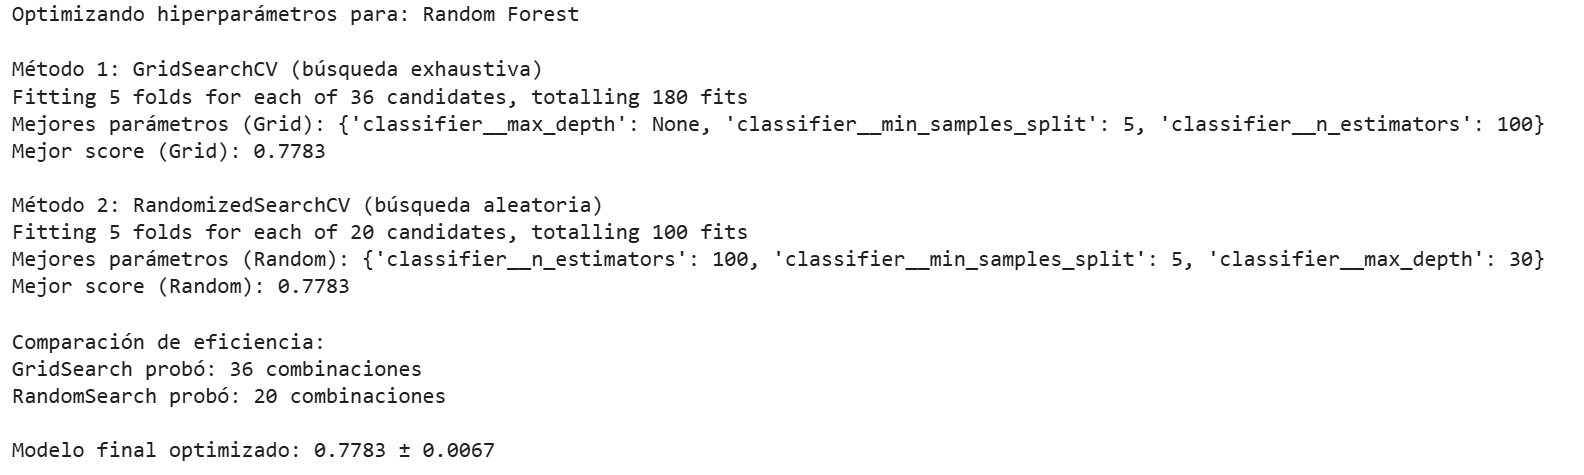 Optimizando hiperparámetros para: Random Forest
Método 1: GridSearchCV (búsqueda exhaustiva)
Fitting 5 folds for each of 36 candidates, totalling 180 fits
Mejores parámetros (Grid): {'classifier__max_depth': None, 'classifier__min_samples_split': 5, 'classifier__n_estimators': 100}
Mejor score (Grid): 0.7783
Método 2: RandomizedSearchCV (búsqueda aleatoria)
Fitting 5 folds for each of 20 candidates, totalling 100 fits
Mejores parámetros (Random): {'classifier__n_estimators': 100, 'classifier__min_samples_split': 5, 'classifier__max_depth': 30}
Mejor score (Random): 0.7783
Comparación de eficiencia:
GridSearch probó: 36 combinaciones
RandomSearch probó: 20 combinaciones
Modelo final optimizado: 0.7783 ± 0.0067